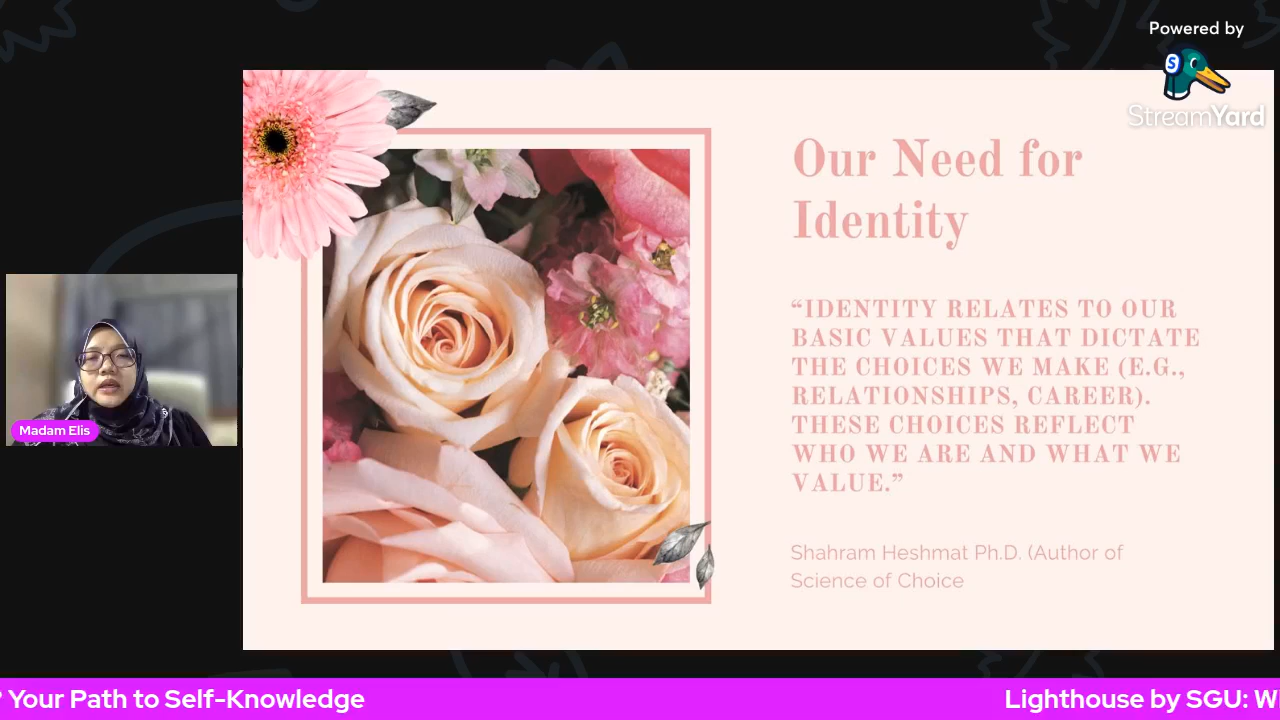 Powered by
S
StreamYard
Our Need for
Identity
“IDENTITY RELATES TO OUR
BASIC VALUES THAT DICTATE
THE CHOICES WE MAKE (E.G.,
RELATIONSHIPS, CAREER).
THESE CHOICES REFLECT
WHO WE ARE AND WHAT WE
VALUE.”
Shahram Heshmat Ph.D. (Author of
Science of Choice
Madam Elis
Your Path to Self-Knowledge
Lighthouse by SGU: W